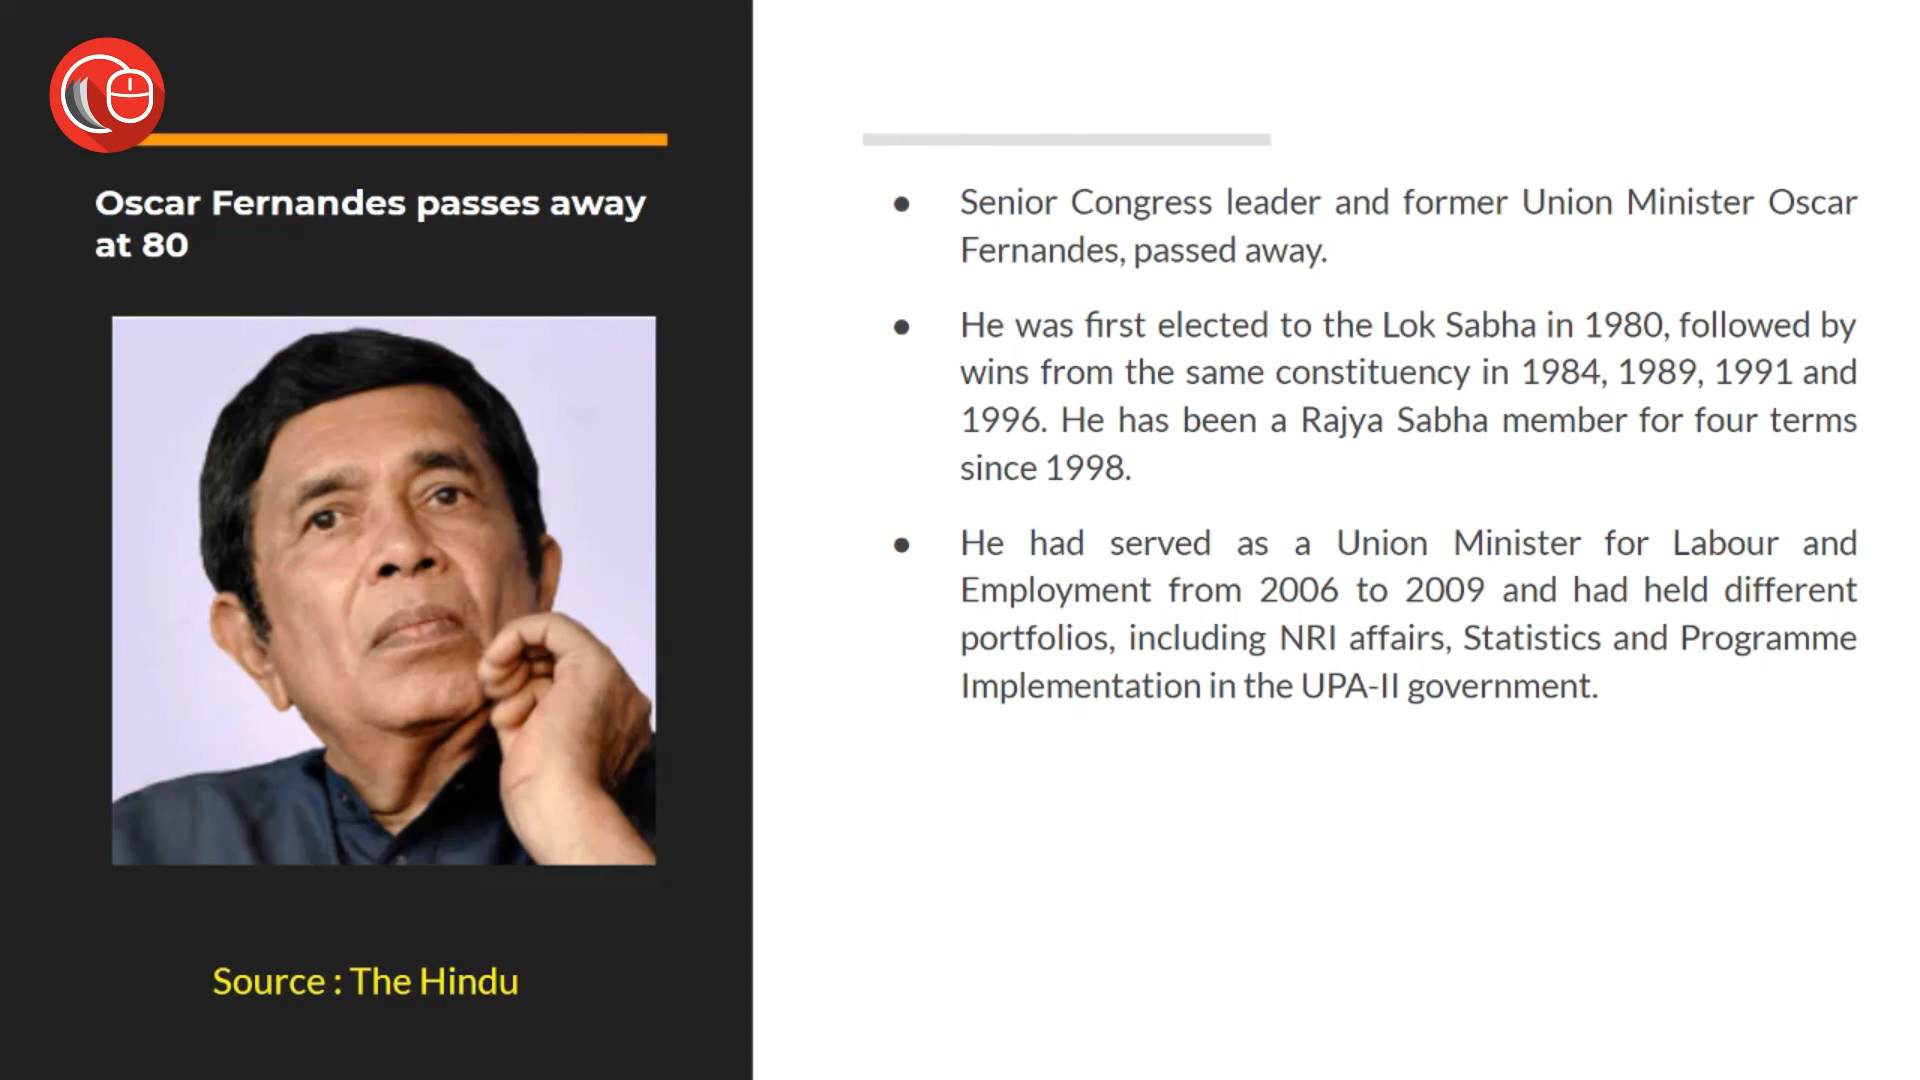 Oscar Fernandes passes away
at 80
Source : The Hindu
● Senior Congress leader and former Union Minister Oscar
Fernandes, passed away.
● He was first elected to the Lok Sabha in 1980, followed by
wins from the same constituency in 1984, 1989, 1991 and
1996. He has been a Rajya Sabha member for four terms
since 1998.
● He had served as a Union Minister for Labour and
Employment from 2006 to 2009 and had held different
portfolios, including NRI affairs, Statistics and Programme
Implementation in the UPA-II government.